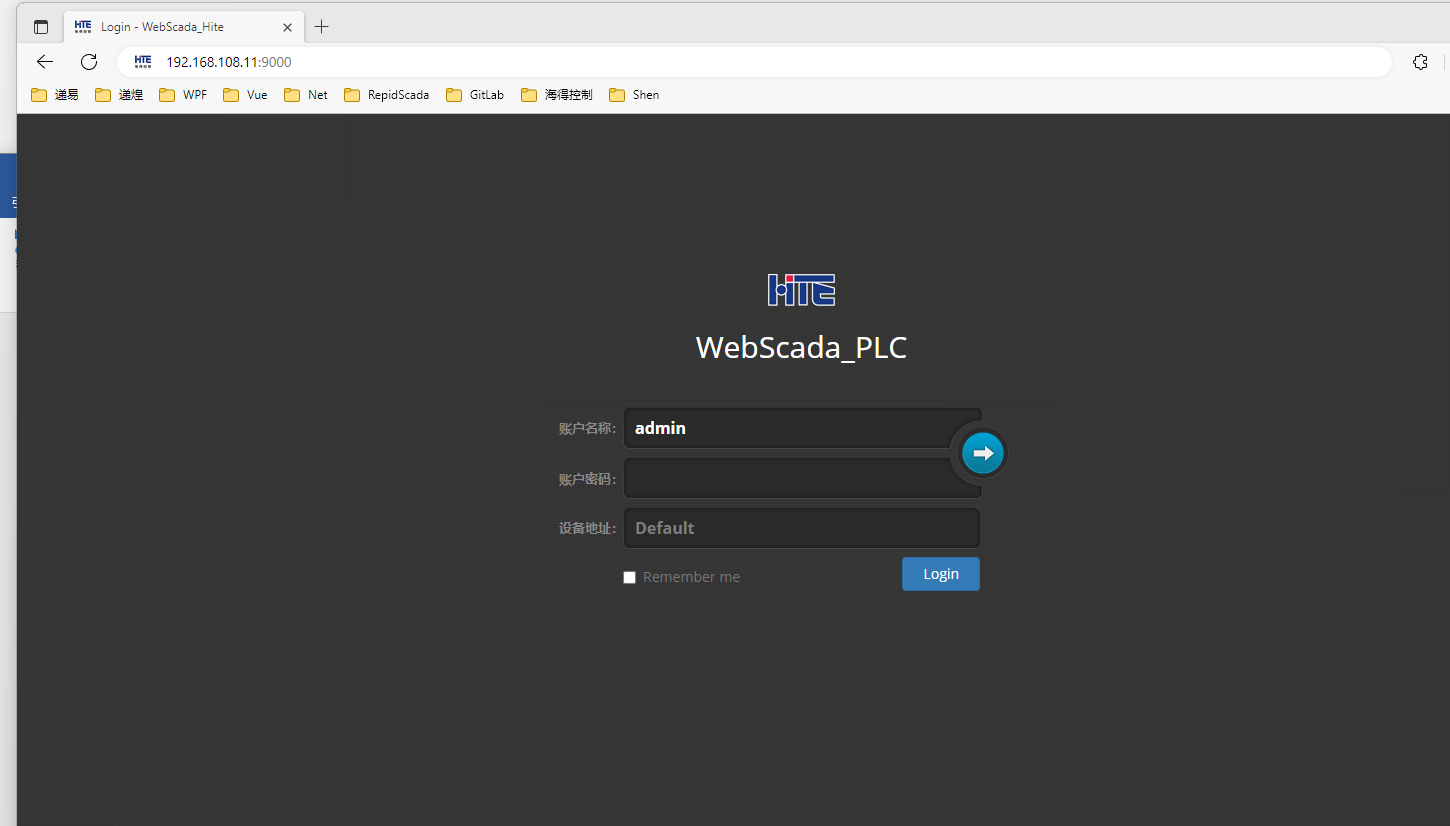 HITE Login - WebScada_Hite
HITE 192.168.108.11:9000
递易 递煌 WPF Vue Net RepidScada GitLab 海得控制 Shen
HITE
WebScada_PLC
账户名称: admin
账户密码:
设备地址: Default
Remember me Login